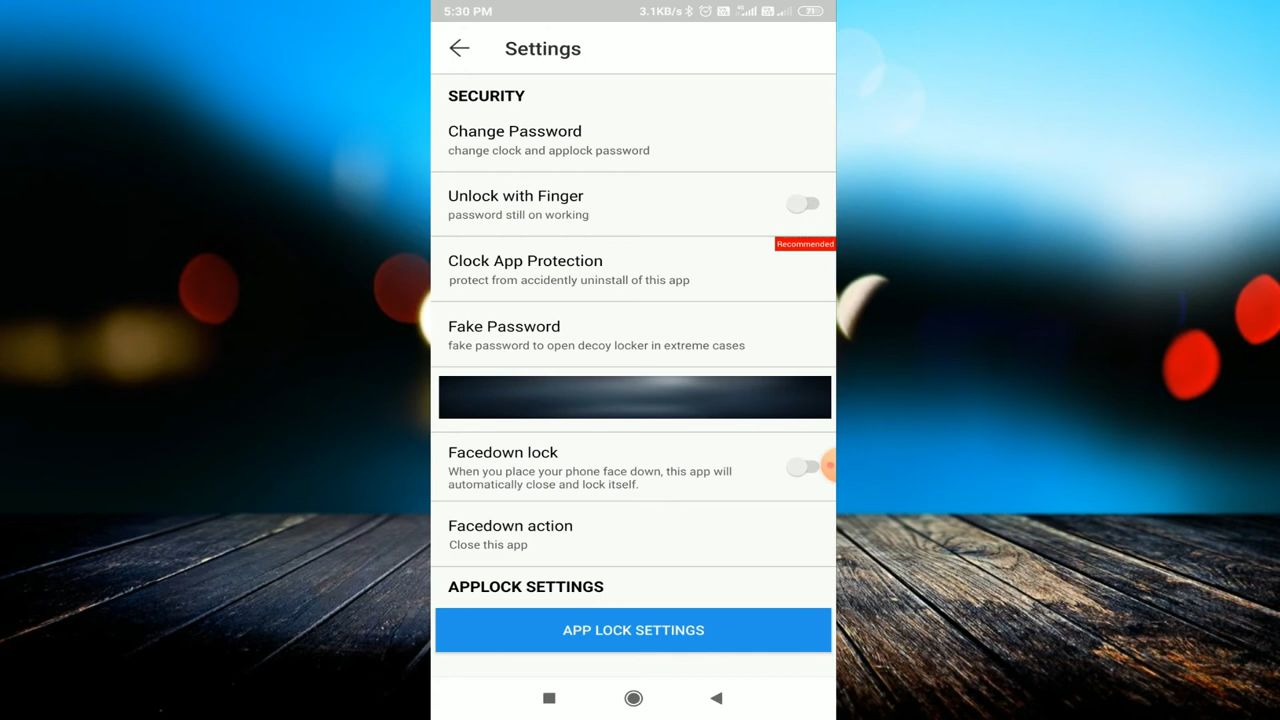 5:30 PM
3.1KB/s
71
Settings
SECURITY
Change Password
change clock and applock password
Unlock with Finger
password still on working
Recommended
Clock App Protection
protect from accidently uninstall of this app
Fake Password
fake password to open decoy locker in extreme cases
Facedown lock
When you place your phone face down, this app will
automatically close and lock itself.
Facedown action
Close this app
APPLOCK SETTINGS
APP LOCK SETTINGS